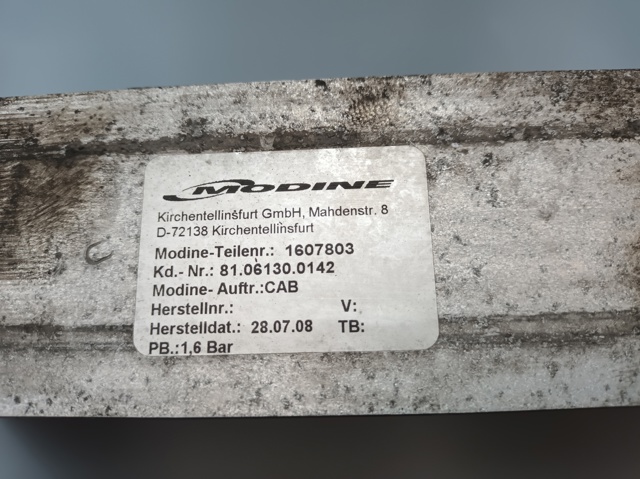 MODINE
Kirchentellinsfurt GmbH, Mahdenstr. 8
D-72138 Kirchentellinsfurt
Modine-Teilenr.: 1607803
Kd.- Nr.: 81.06130.0142
Modine- Auftr.:CAB
Herstellnr.: V:
Herstelldat.: 28.07.08 TB:
PB.:1,6 Bar